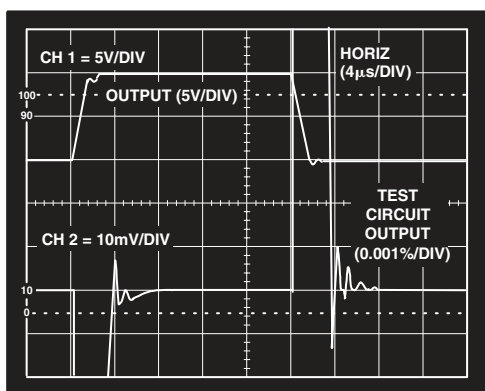 CH 1 = 5V/DIV
HORIZ
(4μs/DIV)
100
OUTPUT (5V/DIV)
90
TEST
CIRCUIT
OUTPUT
(0.001%/DIV)
CH 2 = 10mV/DIV
10
0